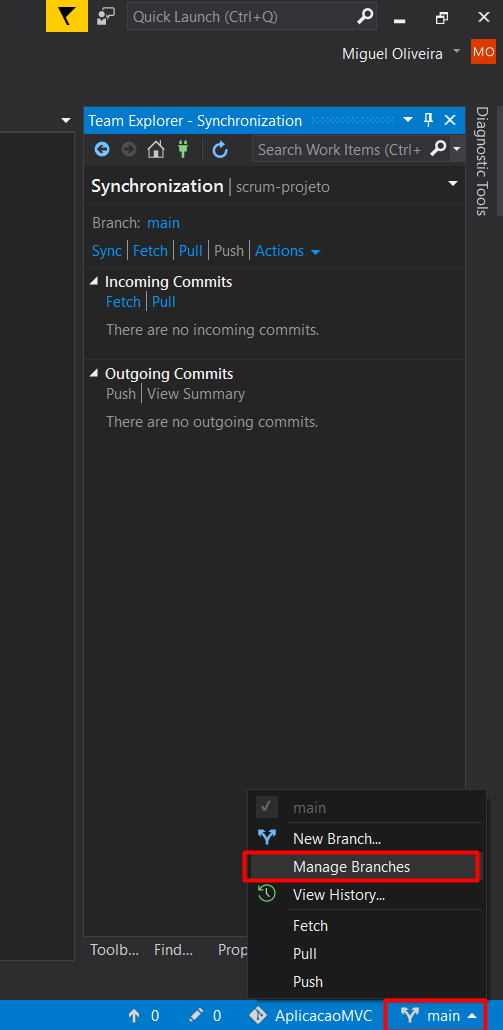 Quick Launch (Ctrl+Q)
Miguel Oliveira MO
Team Explorer - Synchronization
Diagnostic Tools
Search Work Items (Ctrl+
Synchronization | scrum-projeto
Branch: main
Sync | Fetch | Pull | Push | Actions
Incoming Commits
Fetch | Pull
There are no incoming commits.
Outgoing Commits
Push | View Summary
There are no outgoing commits.
main
New Branch...
Manage Branches
View History...
Fetch
Pull
Push
Toolb... Find... Prop
0 0 AplicacaoMVC main